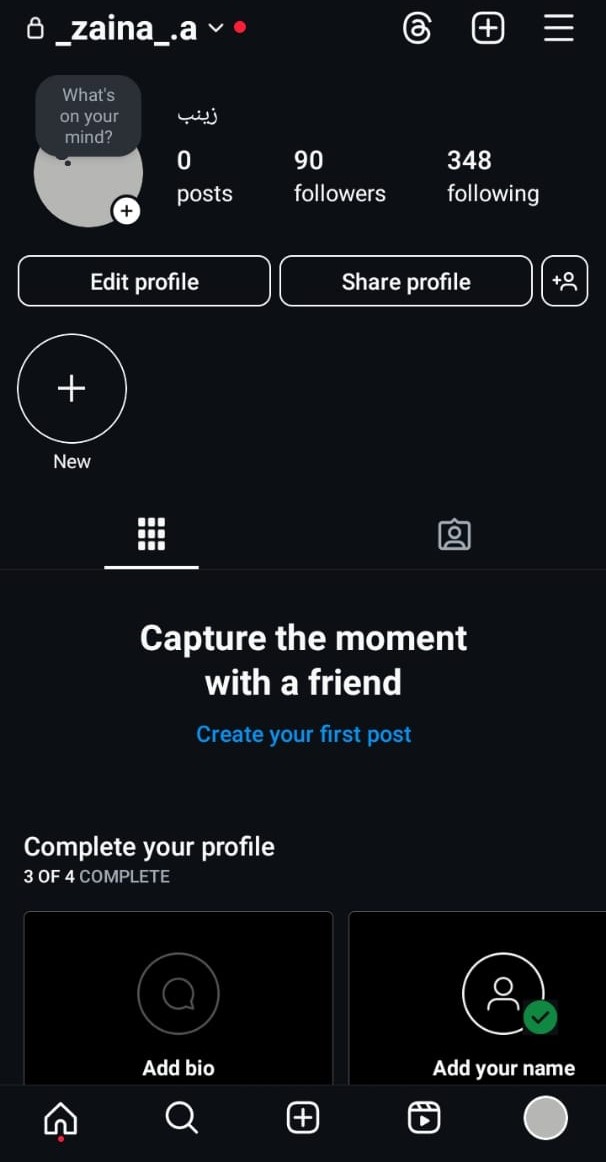 _zaina_.a
What's
on your
mind?
زينب
0 90 348
posts followers following
Edit profile Share profile
New
Capture the moment
with a friend
Create your first post
Complete your profile
3 OF 4 COMPLETE
Add bio Add your name